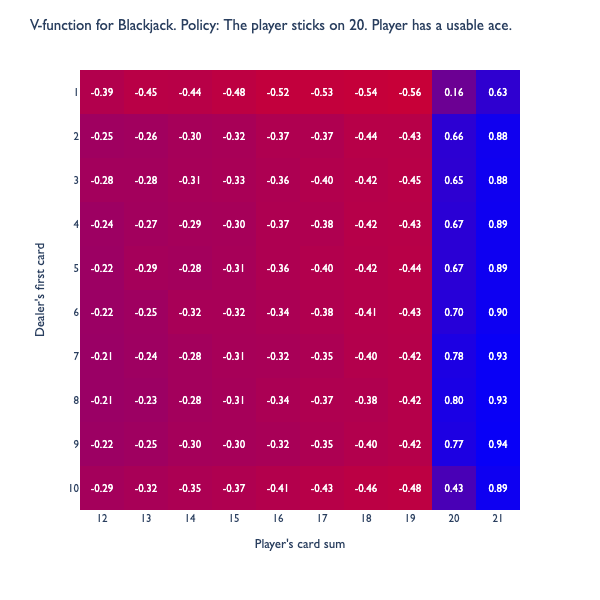 V-function for Blackjack. Policy: The player sticks on 20. Player has a usable ace.
Dealer's first card
1 -0.39 -0.45 -0.44 -0.48 -0.52 -0.53 -0.54 -0.56 0.16 0.63
2 -0.25 -0.26 -0.30 -0.32 -0.37 -0.37 -0.44 -0.43 0.66 0.88
3 -0.28 -0.28 -0.31 -0.33 -0.36 -0.40 -0.42 -0.45 0.65 0.88
4 -0.24 -0.27 -0.29 -0.30 -0.37 -0.38 -0.42 -0.43 0.67 0.89
5 -0.22 -0.29 -0.28 -0.31 -0.36 -0.40 -0.42 -0.44 0.67 0.89
6 -0.22 -0.25 -0.32 -0.32 -0.34 -0.38 -0.41 -0.43 0.70 0.90
7 -0.21 -0.24 -0.28 -0.31 -0.32 -0.35 -0.40 -0.42 0.78 0.93
8 -0.21 -0.23 -0.28 -0.31 -0.34 -0.37 -0.38 -0.42 0.80 0.93
9 -0.22 -0.25 -0.30 -0.30 -0.32 -0.35 -0.40 -0.42 0.77 0.94
10 -0.29 -0.32 -0.35 -0.37 -0.41 -0.43 -0.46 -0.48 0.43 0.89
12 13 14 15 16 17 18 19 20 21
Player's card sum